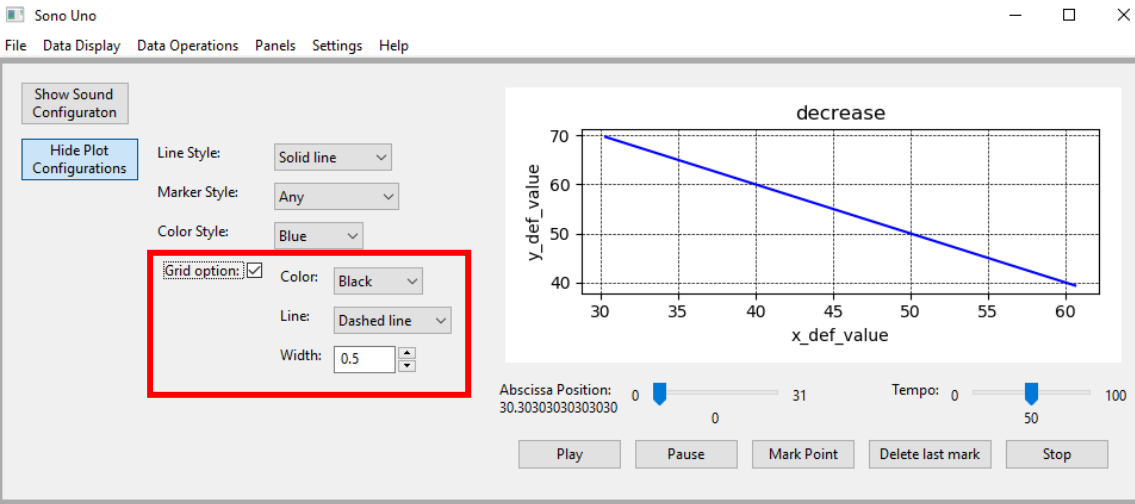 Sono Uno
File Data Display Data Operations Panels Settings Help
Show Sound
Configuraton
Hide Plot
Configurations
Line Style: Solid line
Marker Style: Any
Color Style: Blue
Grid option: Color: Black
Line: Dashed line
Width: 0.5
decrease
70
60
50
40
y_def_value
30 35 40 45 50 55 60
x_def_value
Abscissa Position:
30.30303030303030
0 31
0
Tempo: 0 100
50
Play Pause Mark Point Delete last mark Stop